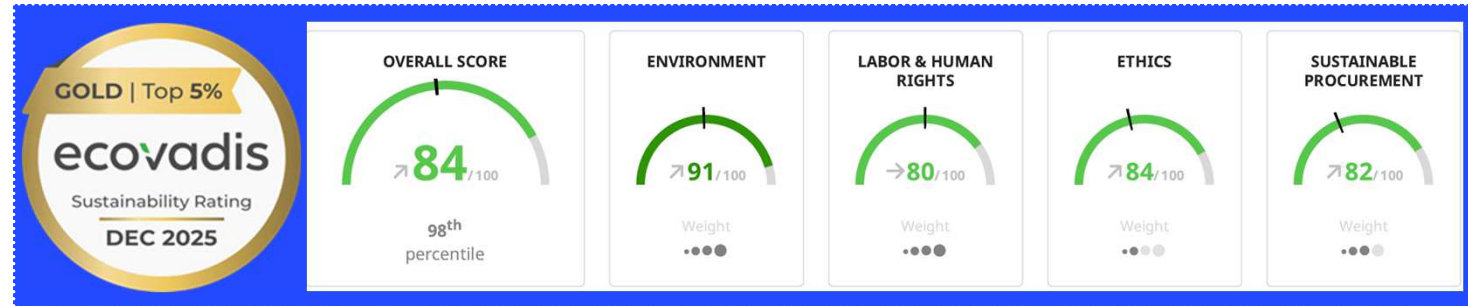 GOLD | Top 5%
ecovadis
Sustainability Rating
DEC 2025
OVERALL SCORE
84/100
98th
percentile
ENVIRONMENT
91/100
Weight
LABOR & HUMAN
RIGHTS
80/100
Weight
ETHICS
84/100
Weight
SUSTAINABLE
PROCUREMENT
82/100
Weight